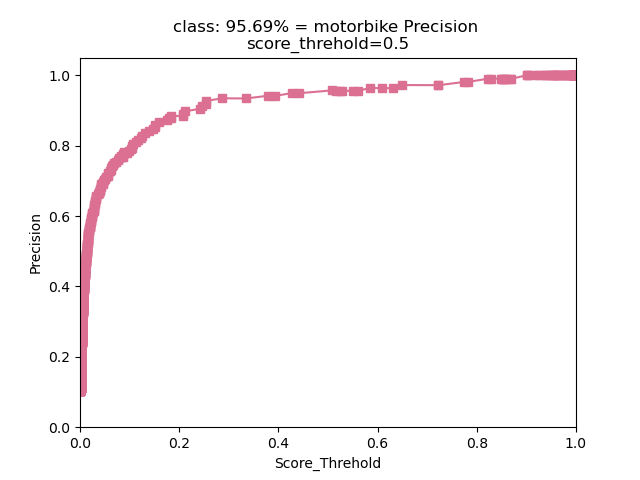 class: 95.69% = motorbike Precision
score_threhold=0.5
Precision
1.0
0.8
0.6
0.4
0.2
0.0
0.0 0.2 0.4 0.6 0.8 1.0
Score_Threhold